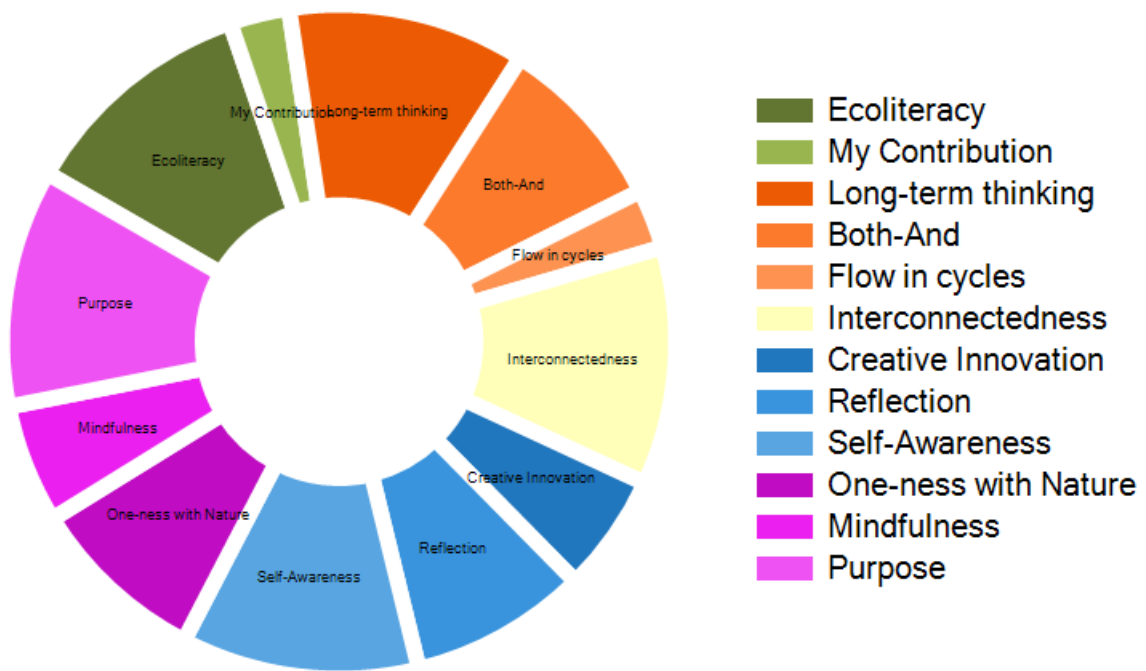 My Contribution
Long-term thinking
Ecoliteracy
Both-And
Flow in cycles
Purpose
Interconnectedness
Mindfulness
Creative Innovation
One-ness with Nature
Reflection
Self-Awareness
Ecoliteracy
My Contribution
Long-term thinking
Both-And
Flow in cycles
Interconnectedness
Creative Innovation
Reflection
Self-Awareness
One-ness with Nature
Mindfulness
Purpose